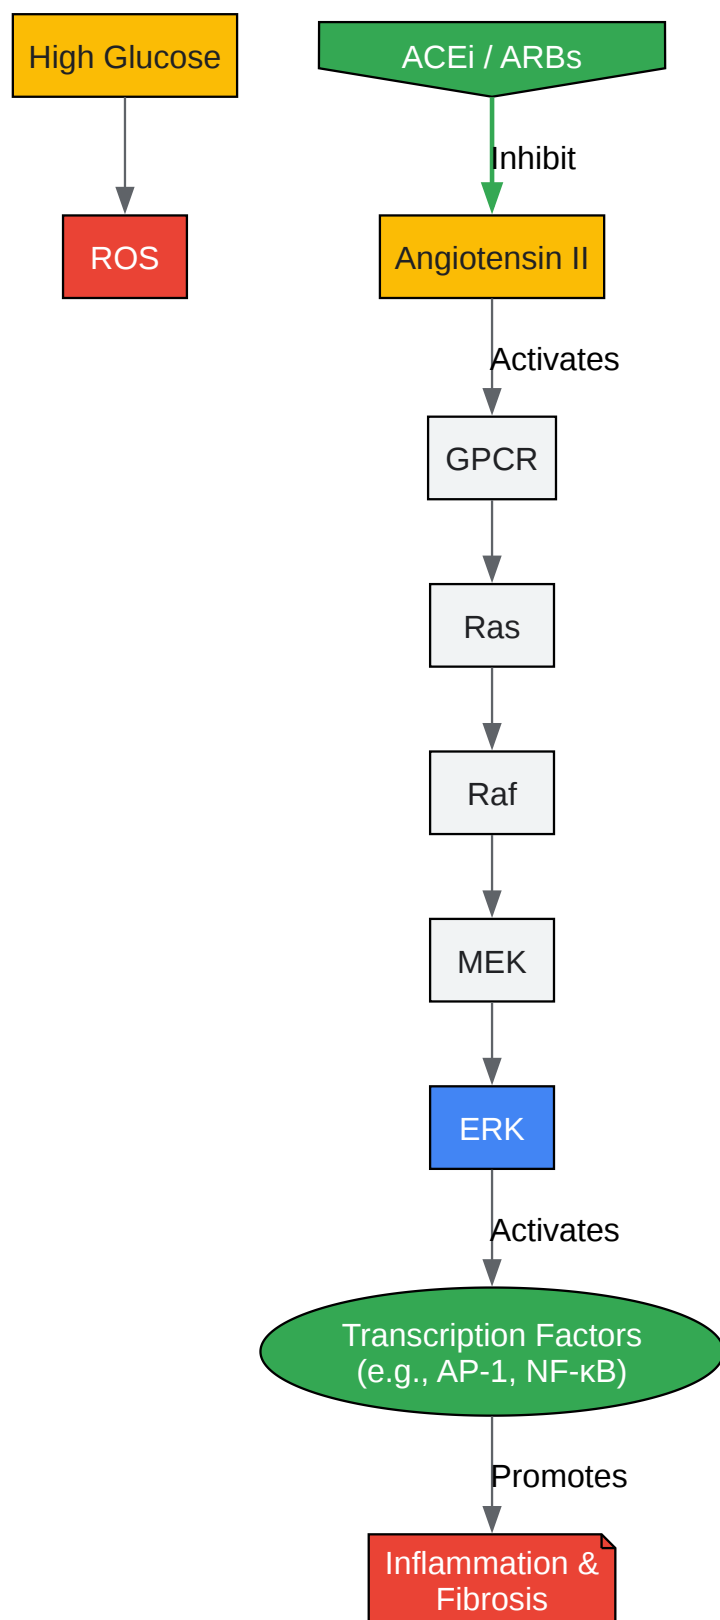 High Glucose
ACEi / ARBs
Inhibit
ROS
Angiotensin II
Activates
GPCR
Ras
Raf
MEK
ERK
Activates
Transcription Factors
(e.g., AP-1, NF-κB)
Promotes
Inflammation &
Fibrosis